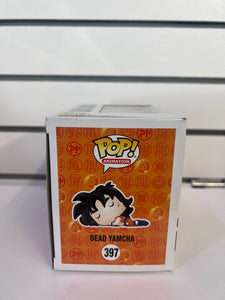 POP!
ANIMATION
DEAD YAMCHA
397